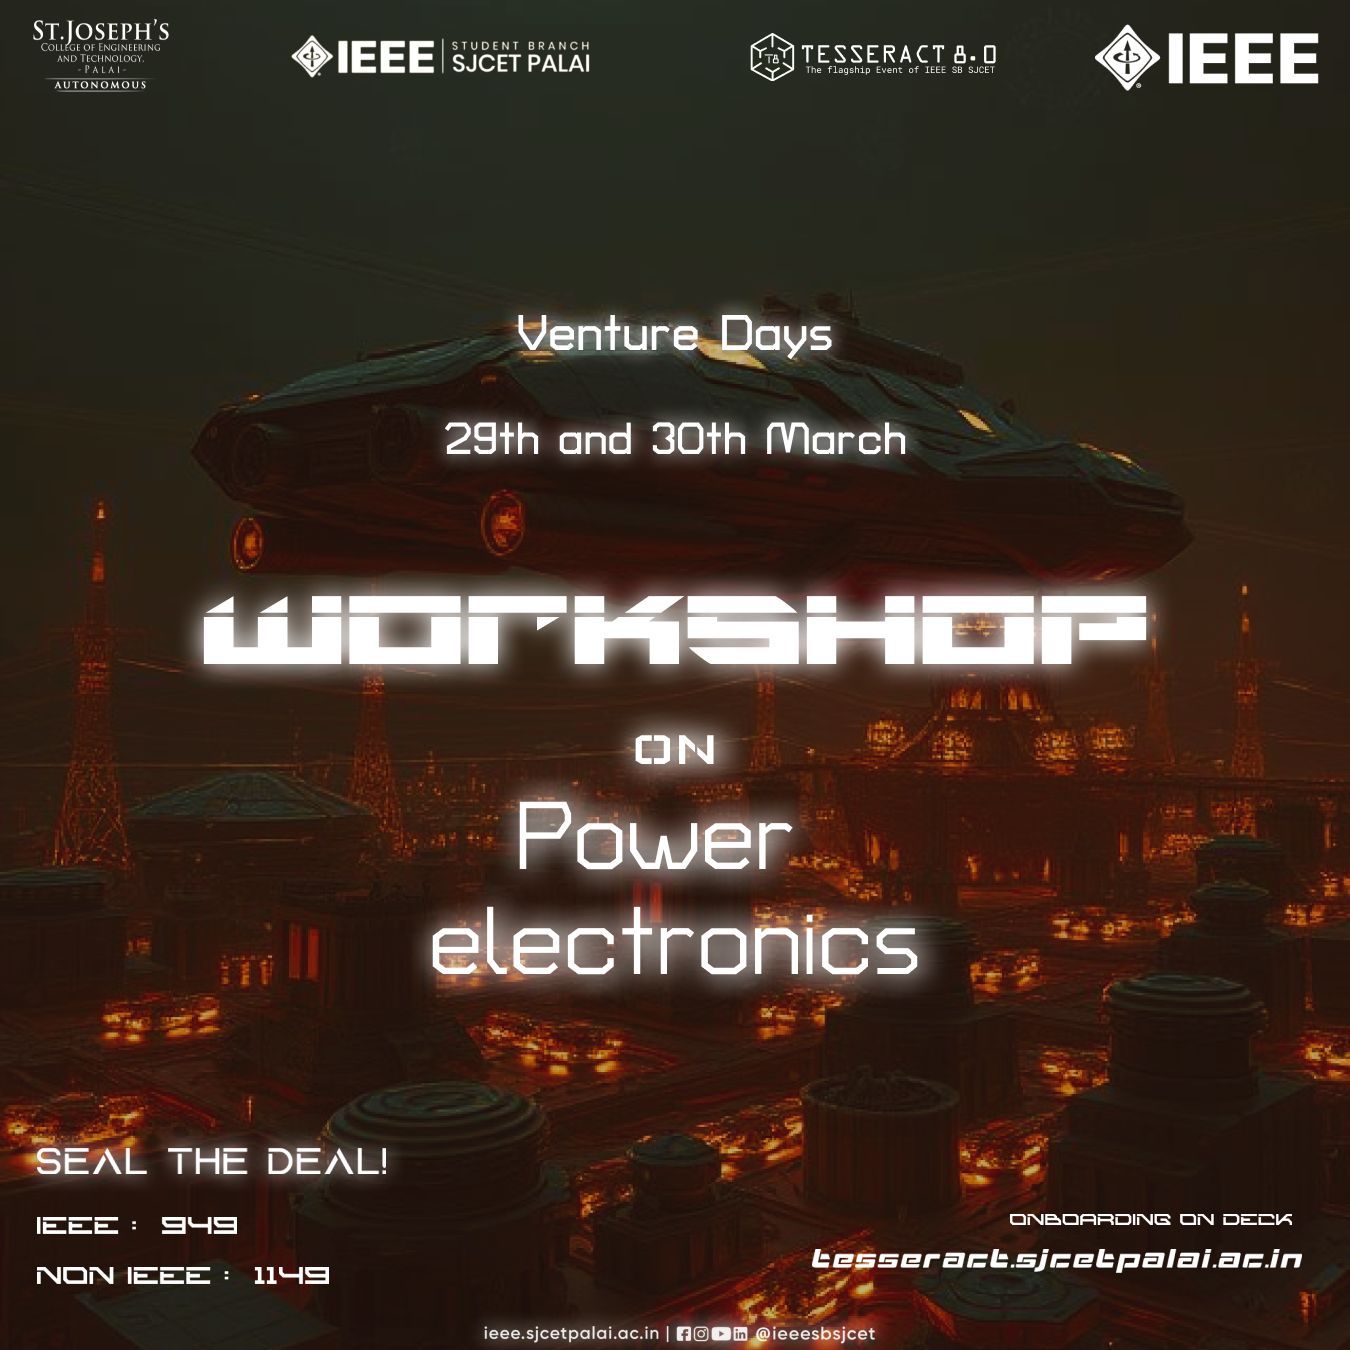 ST.JOSEPH'S
COLLEGE OF ENGINEERING
AND TECHNOLOGY,
- PALAI -
AUTONOMOUS
IEEE
STUDENT BRANCH
SJCET PALAI
T8
TESSERACT 8.0
The flagship Event of IEEE SB SJCET
IEEE
Venture Days
29th and 30th March
WORKSHOP
ON
Power
electronics
SEAL THE DEAL!
IEEE : 949
NON IEEE : 1149
ONBOARDING ON DECK
tesseract.sjcetpalai.ac.in
ieee.sjcetpalai.ac.in | @ieeesbsjcet